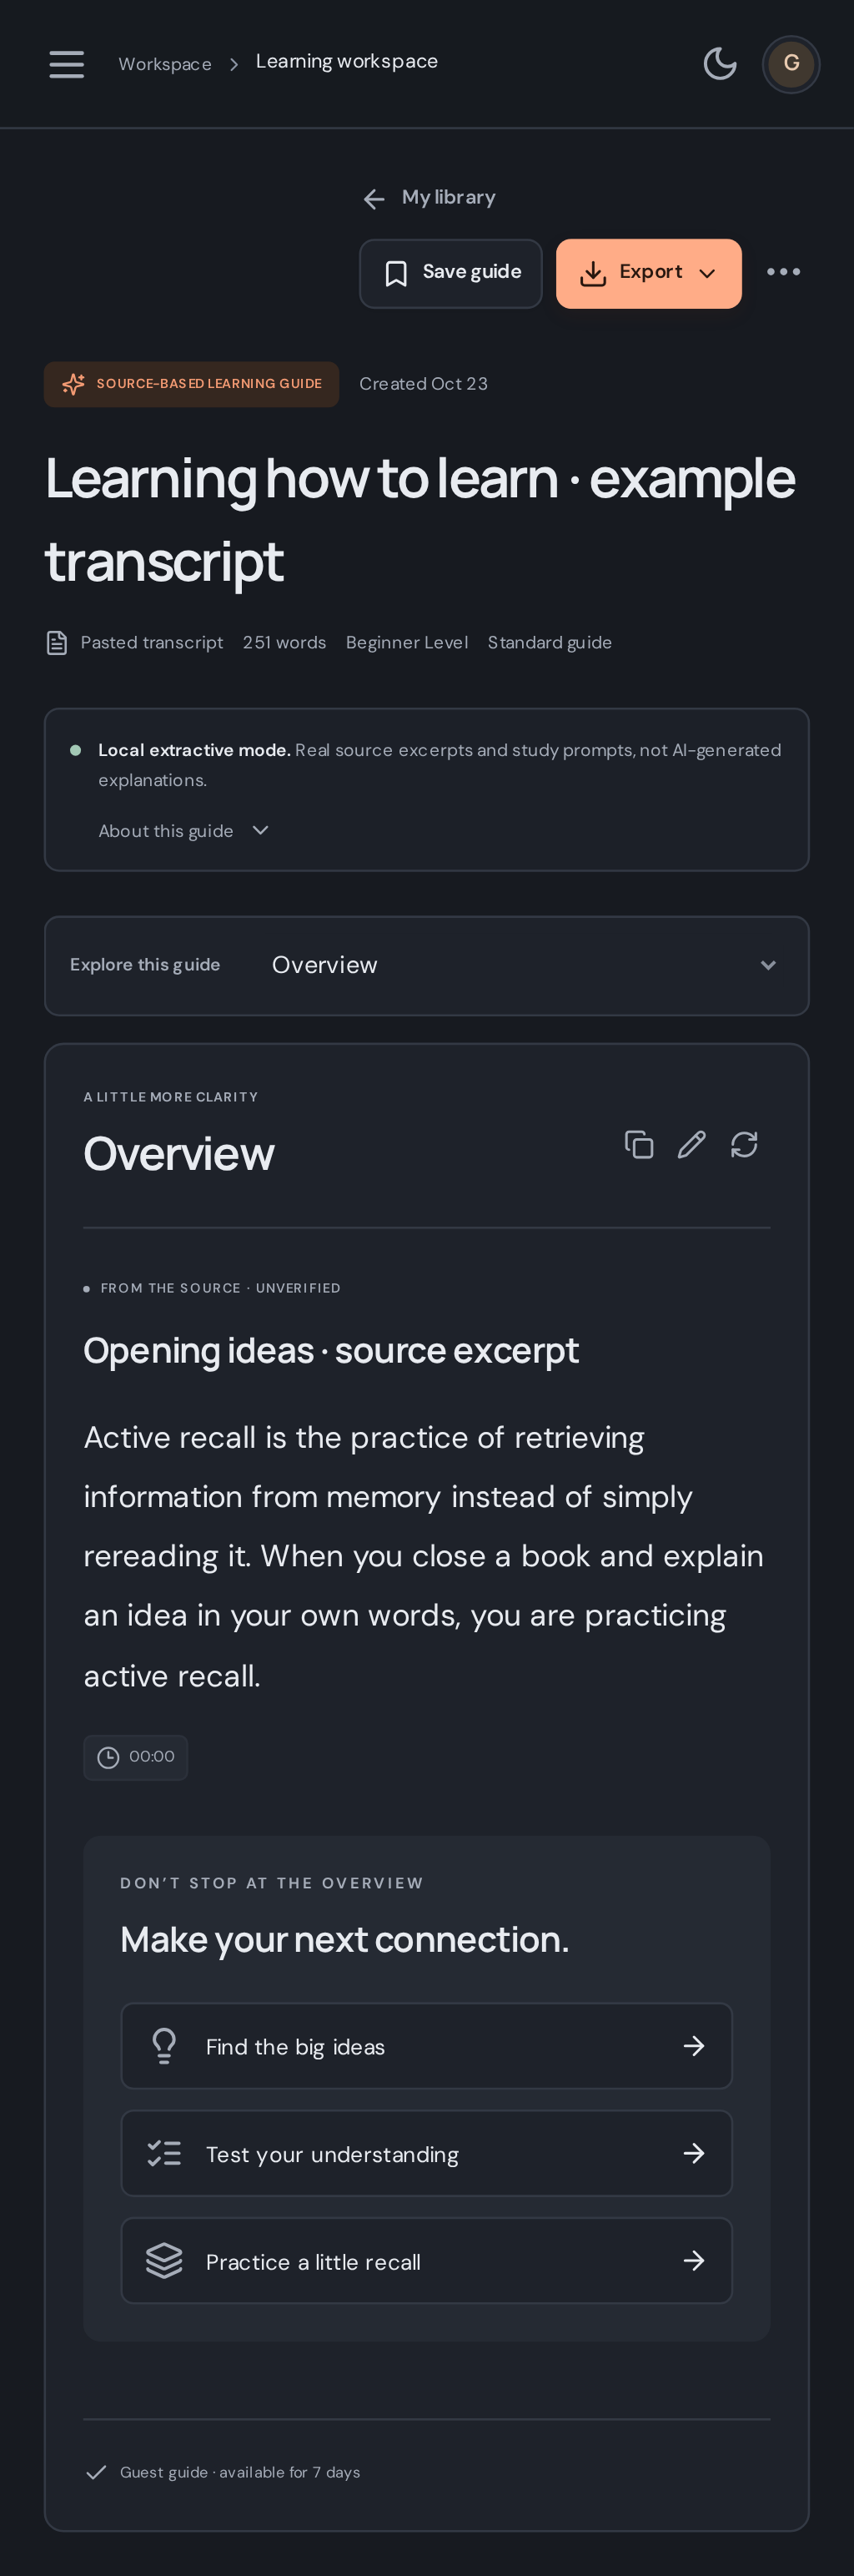 Workspace > Learning workspace
G
My library
Save guide
Export
SOURCE-BASED LEARNING GUIDE
Created Oct 23
Learning how to learn · example
transcript
Pasted transcript 251 words Beginner Level Standard guide
Local extractive mode. Real source excerpts and study prompts, not AI-generated
explanations.
About this guide
Explore this guide Overview
A LITTLE MORE CLARITY
Overview
FROM THE SOURCE · UNVERIFIED
Opening ideas · source excerpt
Active recall is the practice of retrieving
information from memory instead of simply
rereading it. When you close a book and explain
an idea in your own words, you are practicing
active recall.
00:00
DON’T STOP AT THE OVERVIEW
Make your next connection.
Find the big ideas
Test your understanding
Practice a little recall
Guest guide · available for 7 days